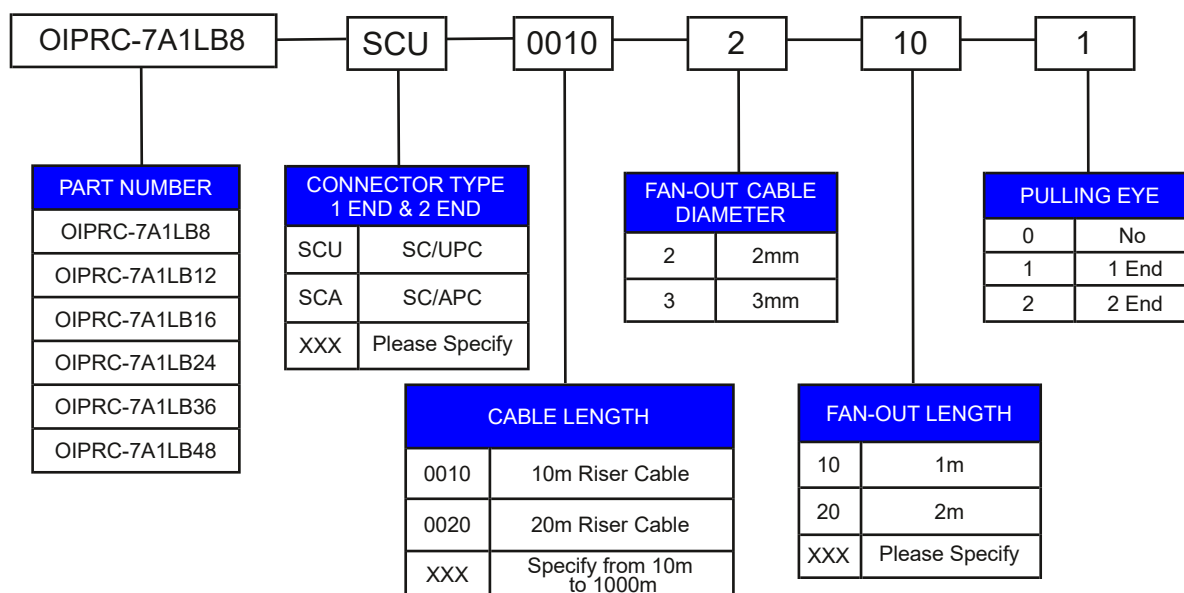 OIPRC-7A1LB8 SCU 0010 2 10 1
PART NUMBER
OIPRC-7A1LB8
OIPRC-7A1LB12
OIPRC-7A1LB16
OIPRC-7A1LB24
OIPRC-7A1LB36
OIPRC-7A1LB48
CONNECTOR TYPE
1 END & 2 END
SCU SC/UPC
SCA SC/APC
XXX Please Specify
CABLE LENGTH
0010 10m Riser Cable
0020 20m Riser Cable
XXX Specify from 10m
to 1000m
FAN-OUT CABLE
DIAMETER
2 2mm
3 3mm
FAN-OUT LENGTH
10 1m
20 2m
XXX Please Specify
PULLING EYE
0 No
1 1 End
2 2 End